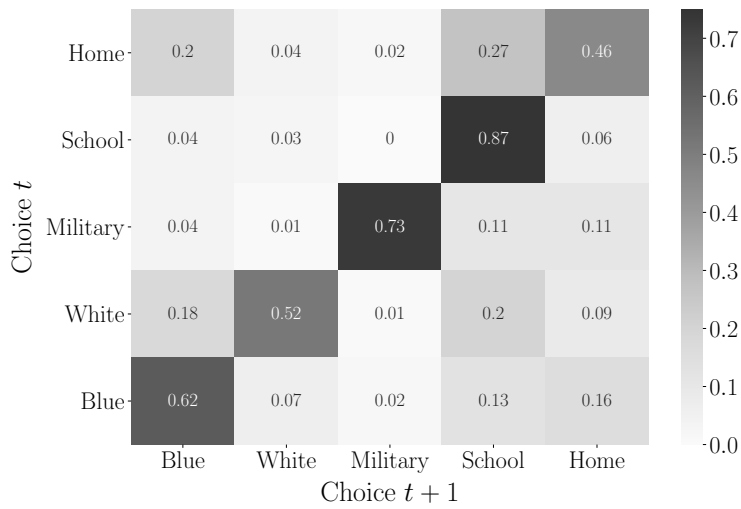 Choice t
Home 0.2 0.04 0.02 0.27 0.46
School 0.04 0.03 0 0.87 0.06
Military 0.04 0.01 0.73 0.11 0.11
White 0.18 0.52 0.01 0.2 0.09
Blue 0.62 0.07 0.02 0.13 0.16
Blue White Military School Home
Choice t + 1
0.7
0.6
0.5
0.4
0.3
0.2
0.1
0.0